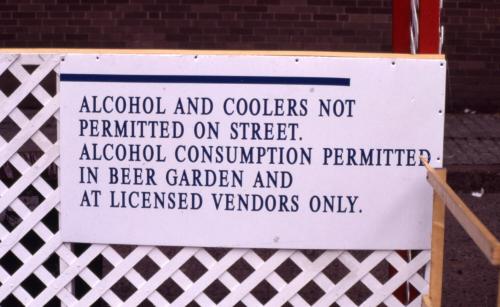 ALCOHOL AND COOLERS NOT
PERMITTED ON STREET.
ALCOHOL CONSUMPTION PERMITTED
IN BEER GARDEN AND
AT LICENSED VENDORS ONLY.